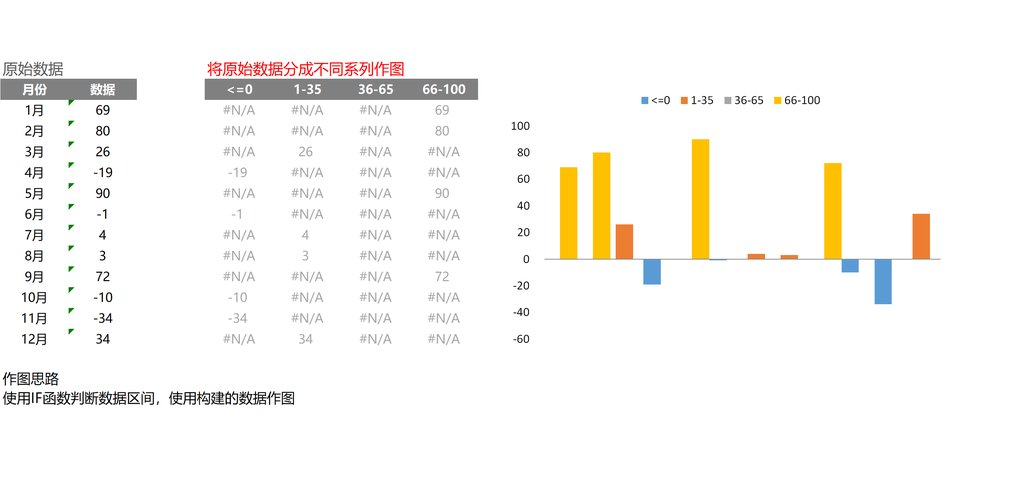 原始数据
将原始数据分成不同系列作图
月份 数据 <=0 1-35 36-65 66-100
1月 69 #N/A #N/A #N/A 69
2月 80 #N/A #N/A #N/A 80
3月 26 #N/A 26 #N/A #N/A
4月 -19 -19 #N/A #N/A #N/A
5月 90 #N/A #N/A #N/A 90
6月 -1 -1 #N/A #N/A #N/A
7月 4 #N/A 4 #N/A #N/A
8月 3 #N/A 3 #N/A #N/A
9月 72 #N/A #N/A #N/A 72
10月 -10 -10 #N/A #N/A #N/A
11月 -34 -34 #N/A #N/A #N/A
12月 34 #N/A 34 #N/A #N/A
<=0 1-35 36-65 66-100
100
80
60
40
20
0
-20
-40
-60
作图思路
使用IF函数判断数据区间，使用构建的数据作图